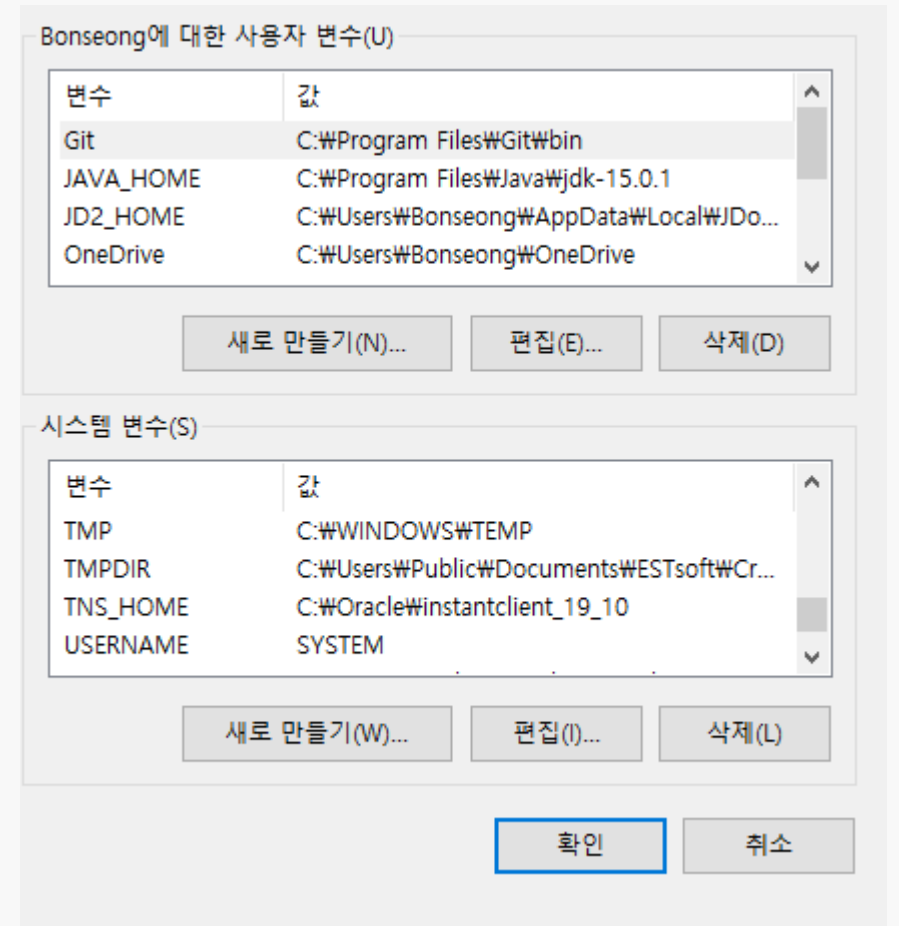 Bonseong에 대한 사용자 변수(U)
변수 값
Git C:₩Program Files₩Git₩bin
JAVA_HOME C:₩Program Files₩Java₩jdk-15.0.1
JD2_HOME C:₩Users₩Bonseong₩AppData₩Local₩JDo...
OneDrive C:₩Users₩Bonseong₩OneDrive
새로 만들기(N)... 편집(E)... 삭제(D)
시스템 변수(S)
변수 값
TMP C:₩WINDOWS₩TEMP
TMPDIR C:₩Users₩Public₩Documents₩ESTsoft₩Cr...
TNS_HOME C:₩Oracle₩instantclient_19_10
USERNAME SYSTEM
새로 만들기(W)... 편집(I)... 삭제(L)
확인 취소